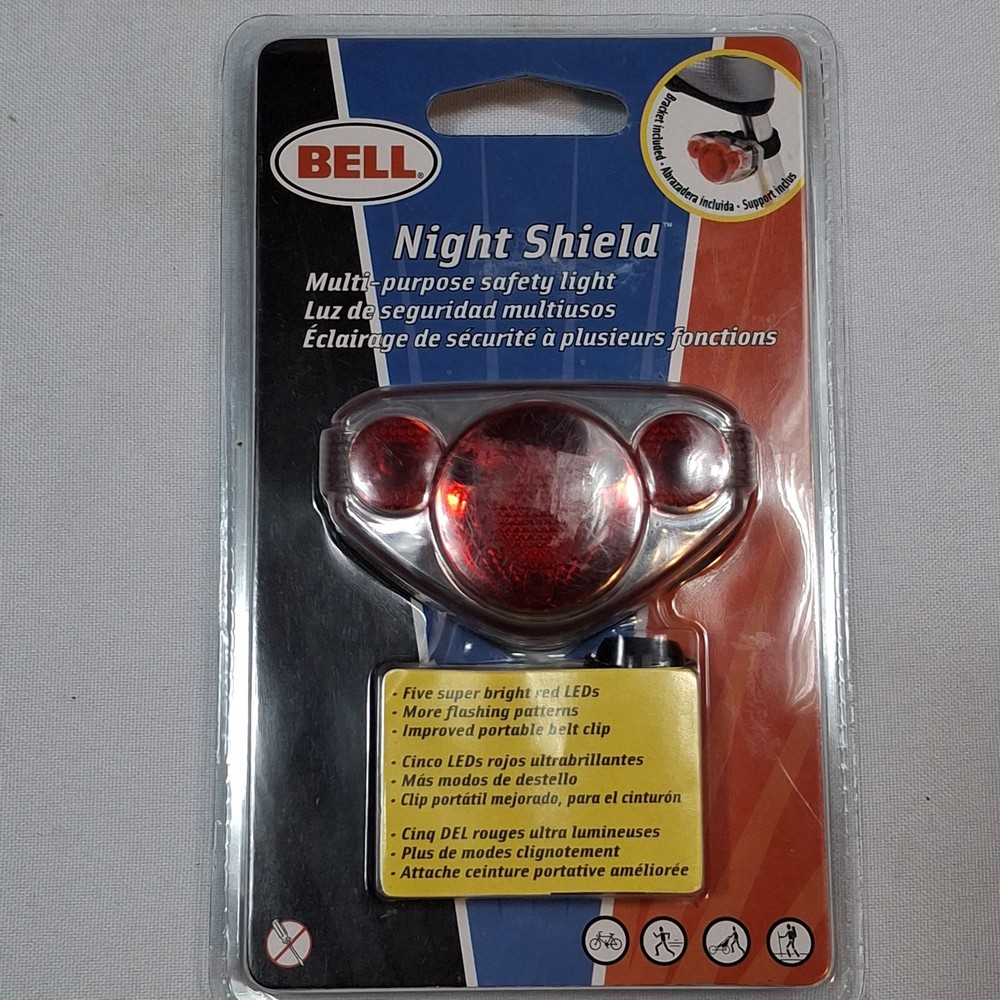 BELL®
Bracket included • Abrazadera incluida • Support inclus
Night Shield™
Multi-purpose safety light
Luz de seguridad multiusos
Éclairage de sécurité à plusieurs fonctions
• Five super bright red LEDs
• More flashing patterns
• Improved portable belt clip
• Cinco LEDs rojos ultrabrillantes
• Más modos de destello
• Clip portátil mejorado, para el cinturón
• Cinq DEL rouges ultra lumineuses
• Plus de modes clignotement
• Attache ceinture portative améliorée